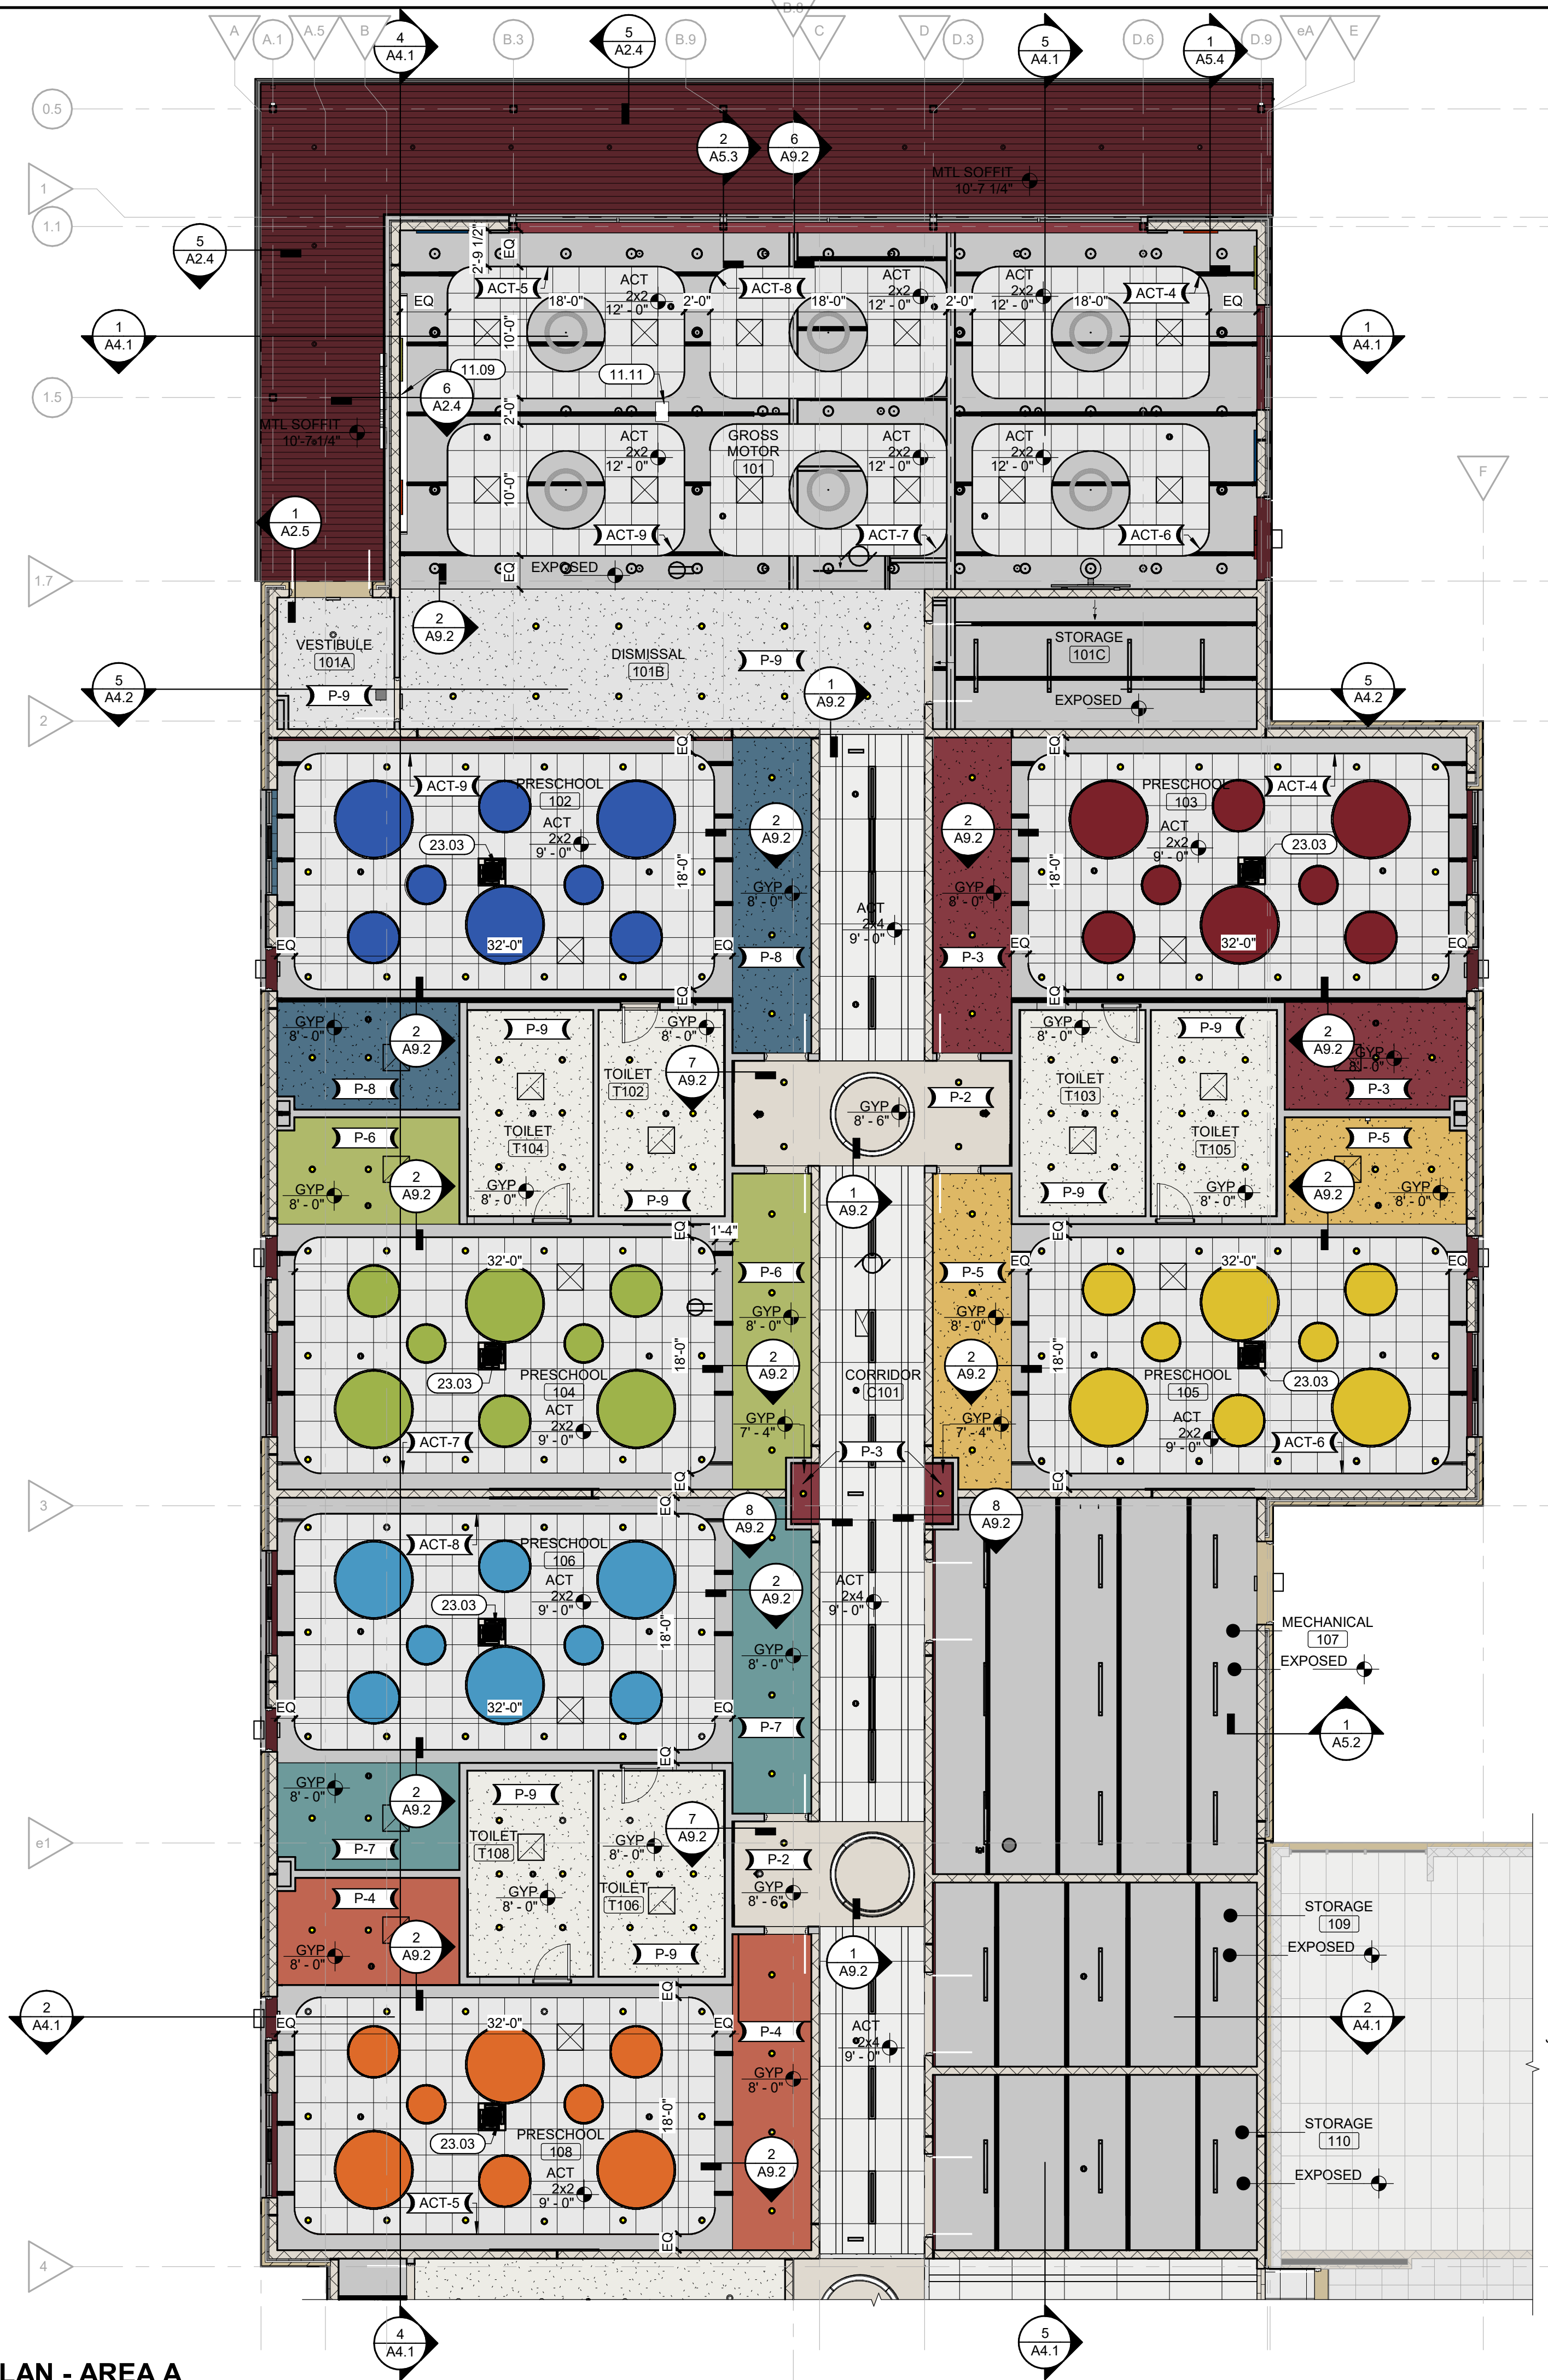 B.8
A
A.1
A.5
B
4
A4.1
B.3
5
A2.4
B.9
C
D
D.3
5
A4.1
D.6
1
A5.4
D.9
eA
E
0.5
2
A5.3
6
A9.2
MTL SOFFIT
10'-7 1/4"
1
1.1
5
A2.4
2'-9 1/2"
EQ
ACT-5
ACT
2x2
12' - 0"
ACT-8
ACT
2x2
12' - 0"
ACT
2x2
12' - 0"
ACT-4
EQ
18'-0"
2'-0"
18'-0"
2'-0"
18'-0"
EQ
10'-0"
1
A4.1
1
A4.1
11.09
11.11
1.5
6
A2.4
2'-0"
MTL SOFFIT
10'-7 1/4"
ACT
2x2
12' - 0"
GROSS
MOTOR
101
ACT
2x2
12' - 0"
ACT
2x2
12' - 0"
F
10'-0"
1
A2.5
ACT-9
ACT-7
ACT-6
1.7
EQ
EXPOSED
2
A9.2
VESTIBULE
101A
P-9
DISMISSAL
101B
P-9
STORAGE
101C
EXPOSED
5
A4.2
1
A9.2
5
A4.2
2
EQ
EQ
ACT-9
PRESCHOOL
102
ACT
2x2
9' - 0"
23.03
18'-0"
32'-0"
EQ
EQ
EQ
2
A9.2
GYP
8' - 0"
P-8
ACT
2x4
9' - 0"
2
A9.2
GYP
8' - 0"
P-3
PRESCHOOL
103
ACT-4
ACT
2x2
9' - 0"
23.03
18'-0"
32'-0"
EQ
EQ
EQ
GYP
8' - 0"
2
A9.2
P-8
P-9
GYP
8' - 0"
TOILET
T102
7
A9.2
TOILET
T104
GYP
8' - 0"
P-9
GYP
8' - 6"
P-2
GYP
8' - 0"
P-9
TOILET
T103
TOILET
T105
P-9
GYP
8' - 0"
2
A9.2
GYP
8' - 0"
P-3
P-6
GYP
8' - 0"
2
A9.2
P-5
GYP
8' - 0"
2
A9.2
1
A9.2
EQ
1'-4"
EQ
32'-0"
P-6
GYP
8' - 0"
18'-0"
23.03
PRESCHOOL
104
ACT
2x2
9' - 0"
ACT-7
EQ
2
A9.2
GYP
7' - 4"
CORRIDOR
C101
P-3
P-5
GYP
8' - 0"
2
A9.2
GYP
7' - 4"
EQ
32'-0"
EQ
18'-0"
23.03
PRESCHOOL
105
ACT
2x2
9' - 0"
ACT-6
EQ
3
EQ
8
A9.2
8
A9.2
ACT-8
PRESCHOOL
106
ACT
2x2
9' - 0"
23.03
18'-0"
32'-0"
EQ
EQ
EQ
2
A9.2
GYP
8' - 0"
P-7
ACT
2x4
9' - 0"
MECHANICAL
107
EXPOSED
1
A5.2
GYP
8' - 0"
2
A9.2
P-7
P-9
TOILET
T108
GYP
8' - 0"
7
A9.2
P-2
GYP
8' - 6"
e1
P-4
GYP
8' - 0"
2
A9.2
GYP
8' - 0"
TOILET
T106
P-9
1
A9.2
STORAGE
109
EXPOSED
EQ
2
A4.1
EQ
32'-0"
EQ
P-4
GYP
8' - 0"
ACT
2x4
9' - 0"
2
A4.1
18'-0"
23.03
PRESCHOOL
108
ACT
2x2
9' - 0"
ACT-5
EQ
2
A9.2
STORAGE
110
EXPOSED
4
4
A4.1
5
A4.1
LAN - AREA A